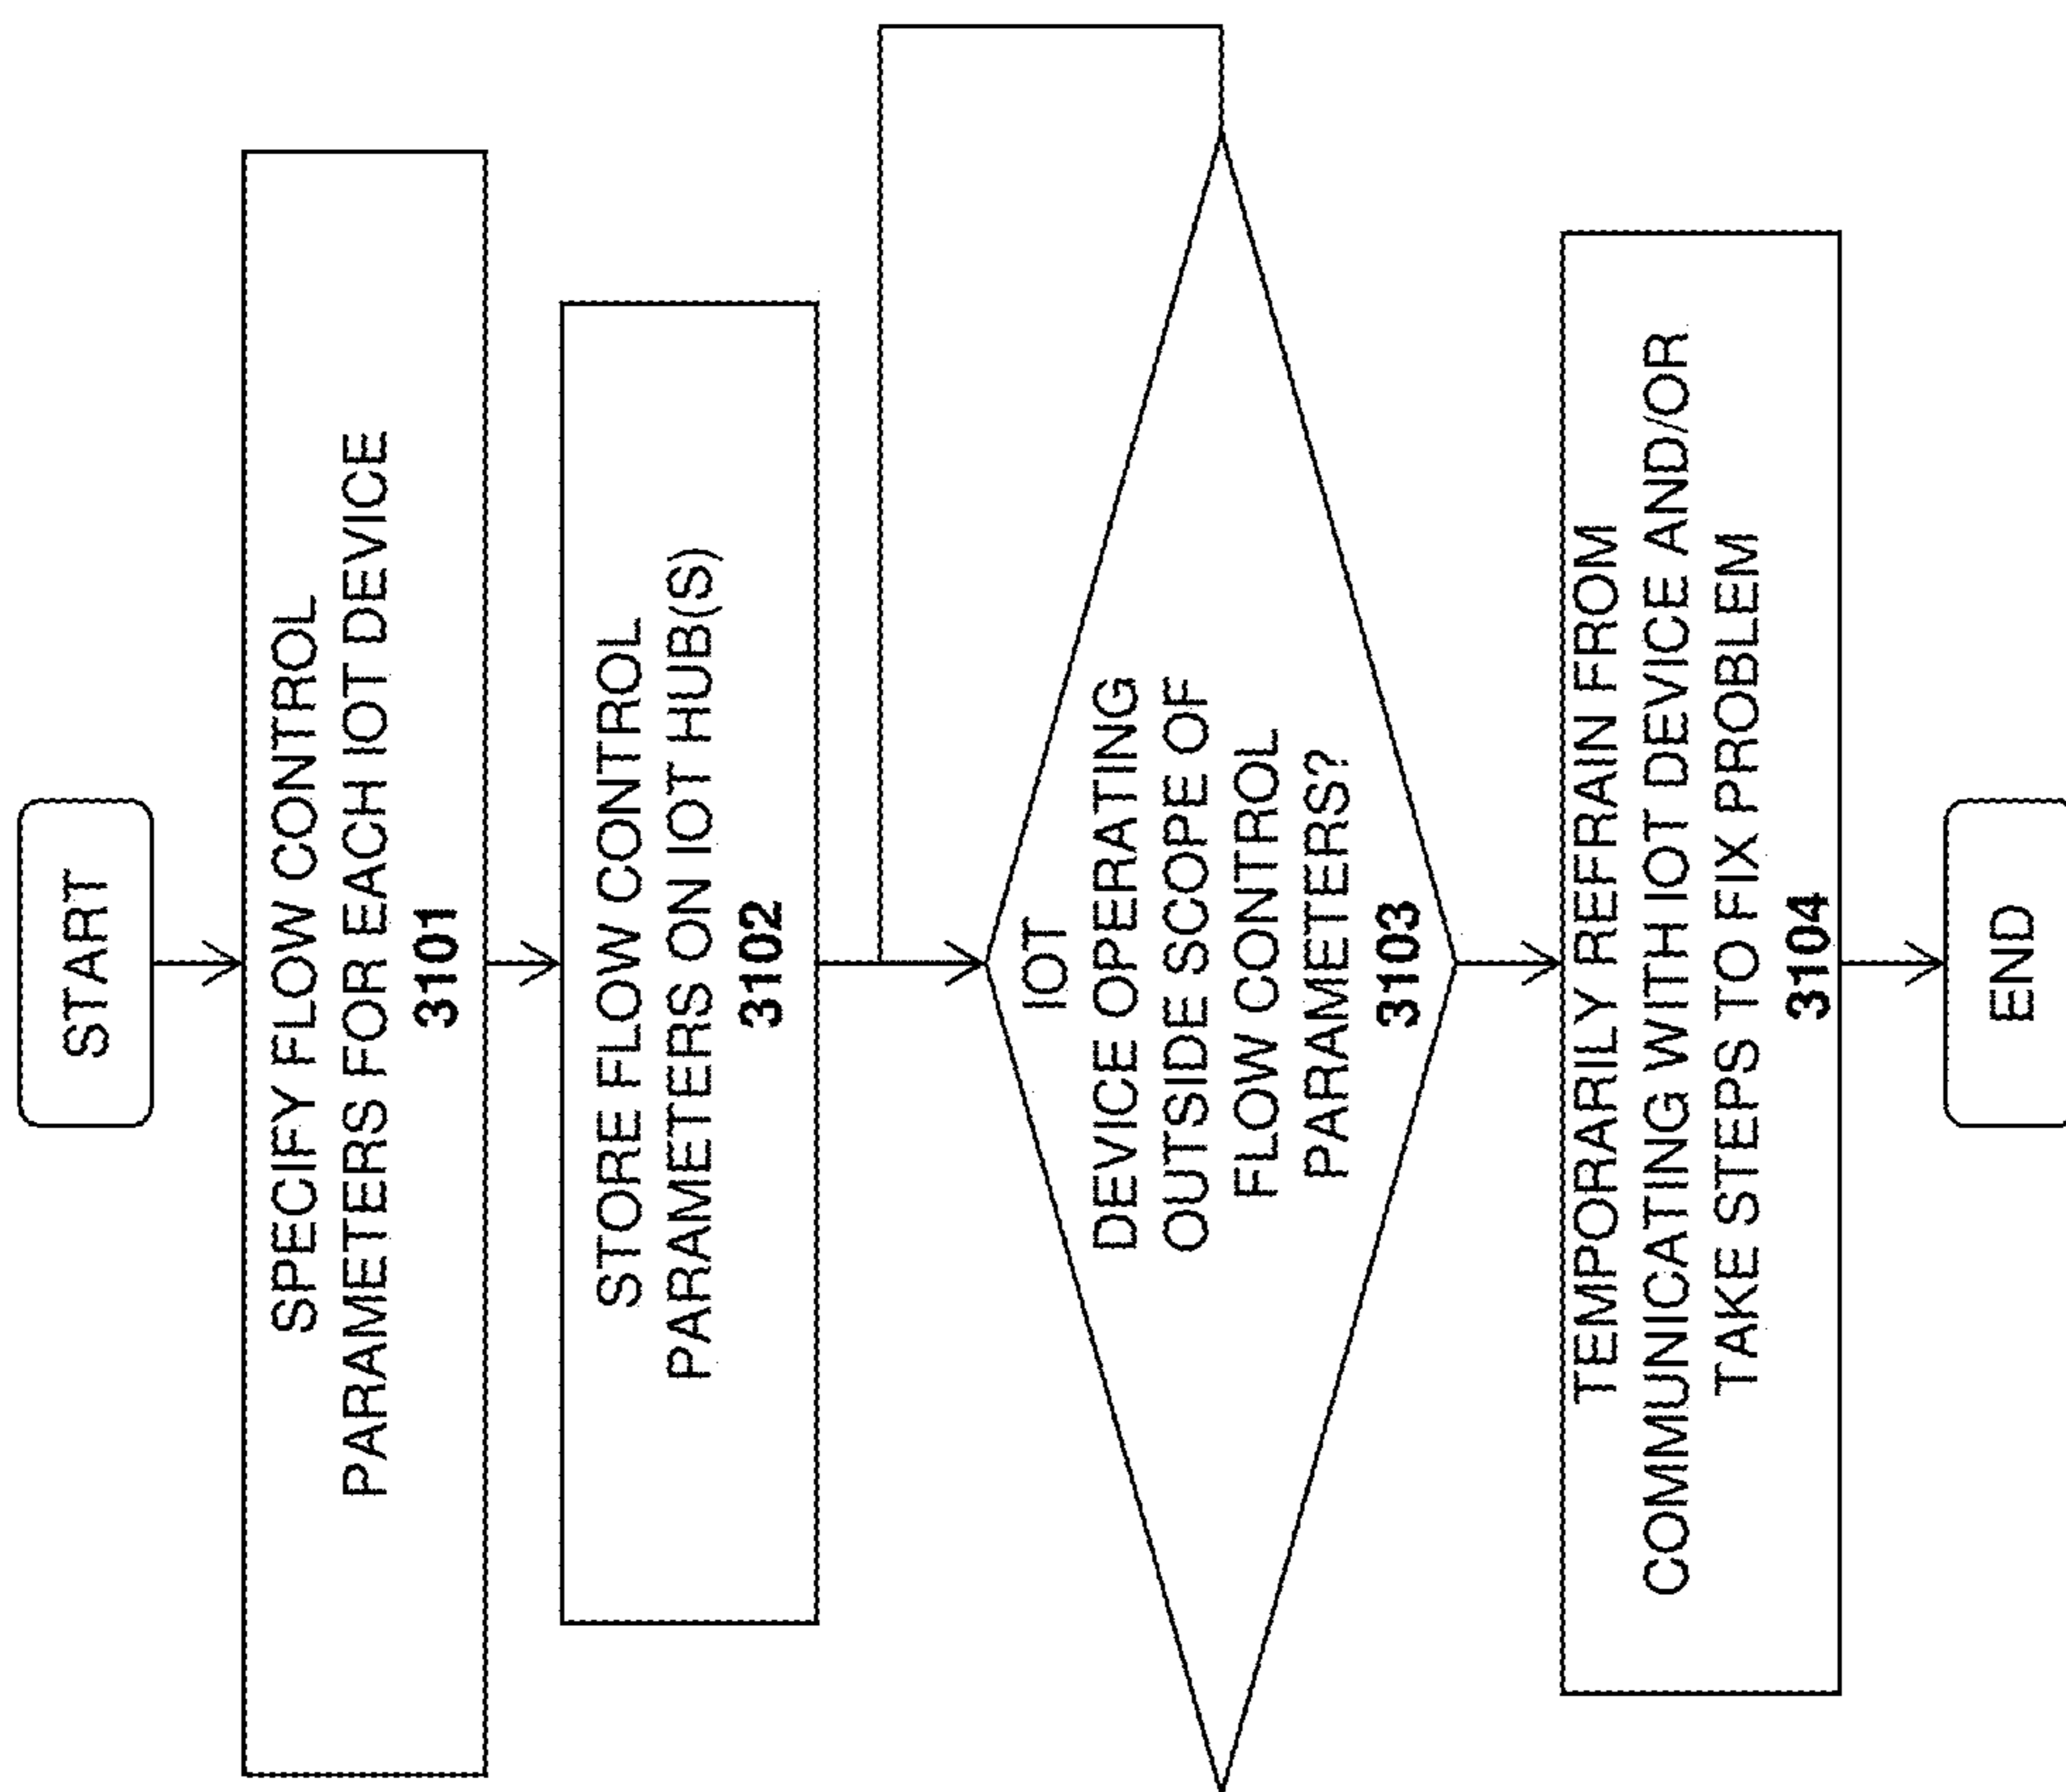 START
SPECIFY FLOW CONTROL
PARAMETERS FOR EACH IOT DEVICE
3101
STORE FLOW CONTROL
PARAMETERS ON IOT HUB(S)
3102
IOT
DEVICE OPERATING
OUTSIDE SCOPE OF
FLOW CONTROL
PARAMETERS?
3103
TEMPORARILY REFRAIN FROM
COMMUNICATING WITH IOT DEVICE AND/OR
TAKE STEPS TO FIX PROBLEM
3104
END